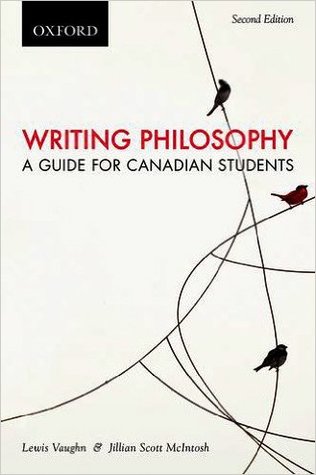 OXFORD
Second Edition
WRITING PHILOSOPHY
A GUIDE FOR CANADIAN STUDENTS
Lewis Vaughn & Jillian Scott McIntosh